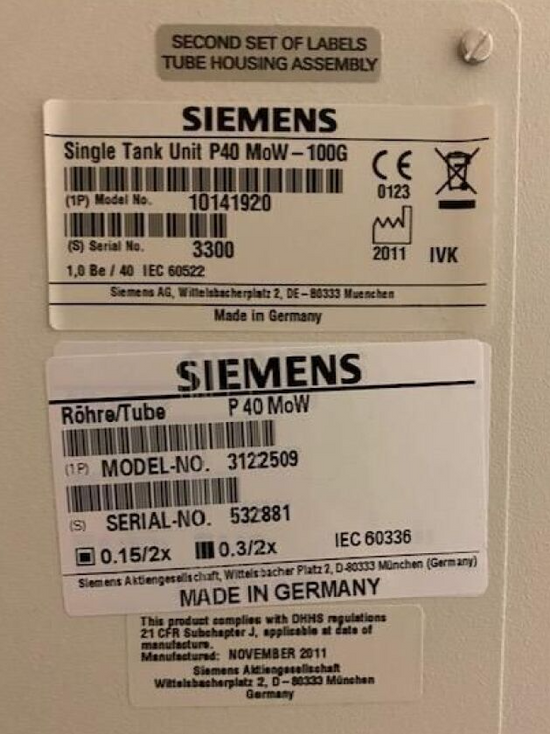 SECOND SET OF LABELS
TUBE HOUSING ASSEMBLY
SIEMENS
Single Tank Unit P40 MoW – 100G
CE
0123
(1P) Model No. 10141920
(S) Serial No. 3300
2011 IVK
1,0 Be / 40 IEC 60522
Siemens AG, Wittelsbacherplatz 2, DE – 80333 Muenchen
Made in Germany
SIEMENS
Röhre/Tube P 40 MoW
(1P) MODEL-NO. 3122509
(S) SERIAL-NO. 532881
0.15/2x 0.3/2x IEC 60336
Siemens Aktiengesellschaft, Wittelsbacher Platz 2, D-80333 München (Germany)
MADE IN GERMANY
This product complies with DHHS regulations
21 CFR Subchapter J, applicable at date of
manufacture.
Manufactured: NOVEMBER 2011
Siemens Aktiengesellschaft
Wittelsbacherplatz 2, D – 80333 München
Germany